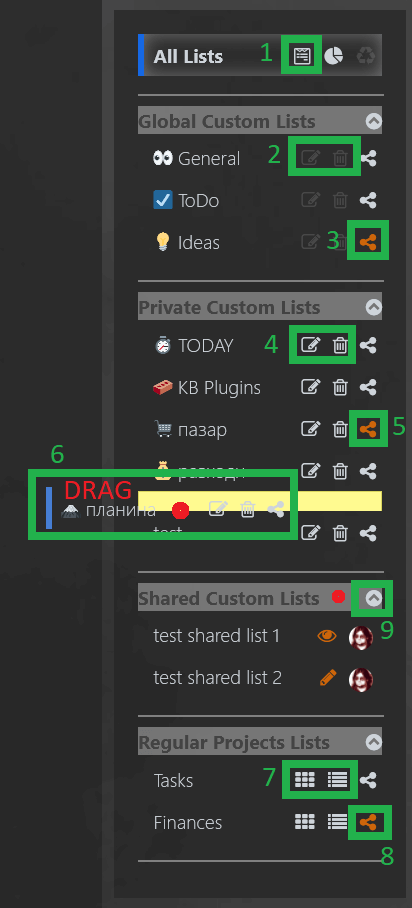 All Lists 1
Global Custom Lists
General 2
ToDo
Ideas 3
Private Custom Lists
TODAY 4
KB Plugins
пазар 5
6 разходи
DRAG
планина
test
Shared Custom Lists
9
test shared list 1
test shared list 2
Regular Projects Lists
Tasks 7
Finances
8